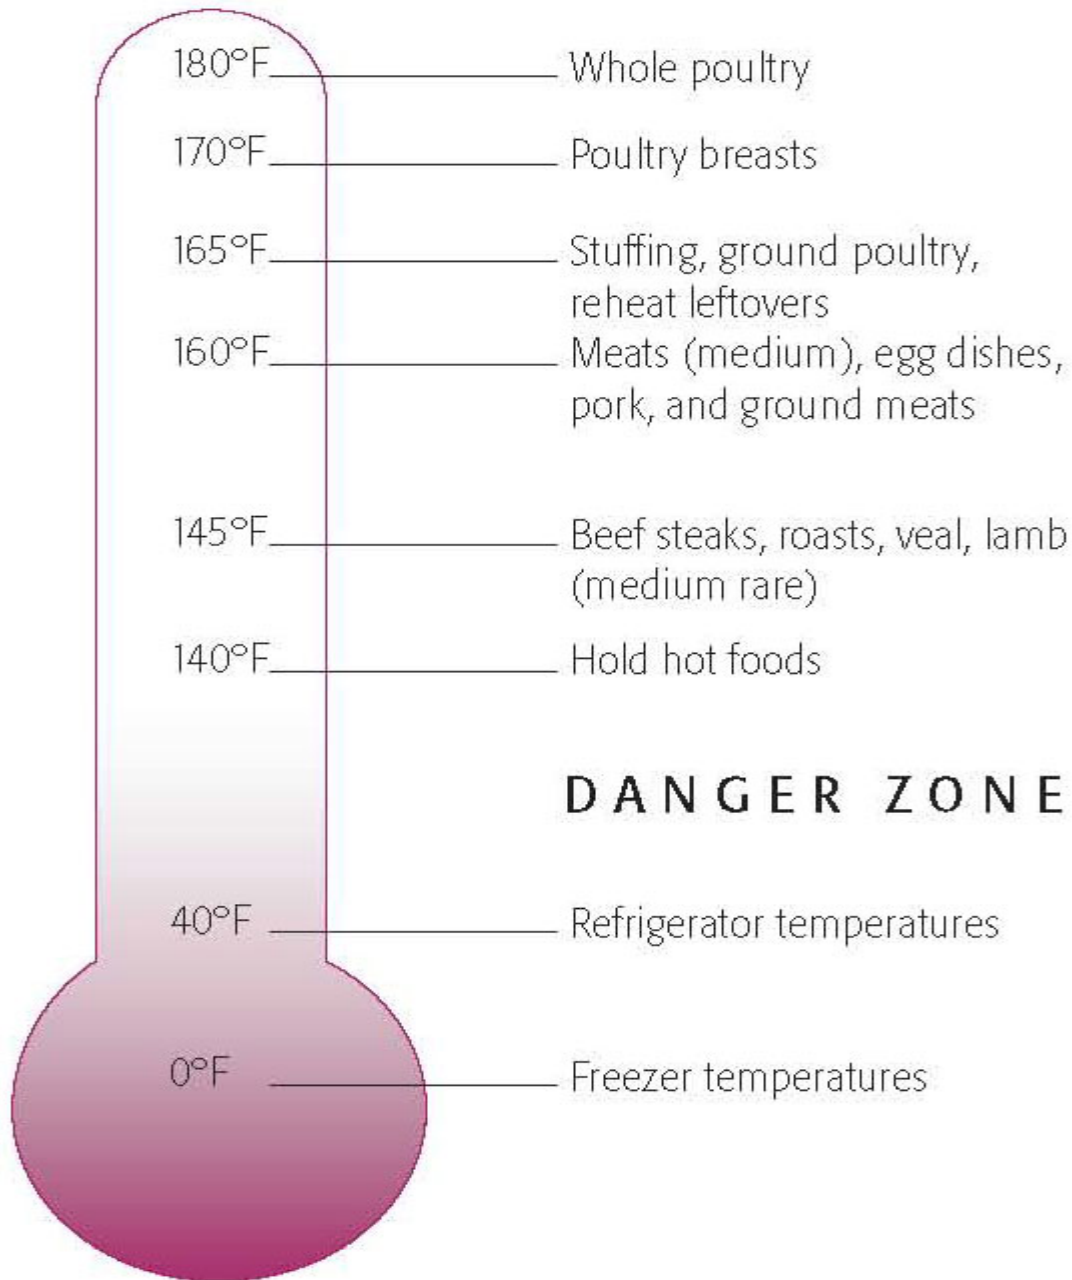 180°F Whole poultry
170°F Poultry breasts
165°F Stuffing, ground poultry,
reheat leftovers
160°F Meats (medium), egg dishes,
pork, and ground meats
145°F Beef steaks, roasts, veal, lamb
(medium rare)
140°F Hold hot foods
DANGER ZONE
40°F Refrigerator temperatures
0°F Freezer temperatures